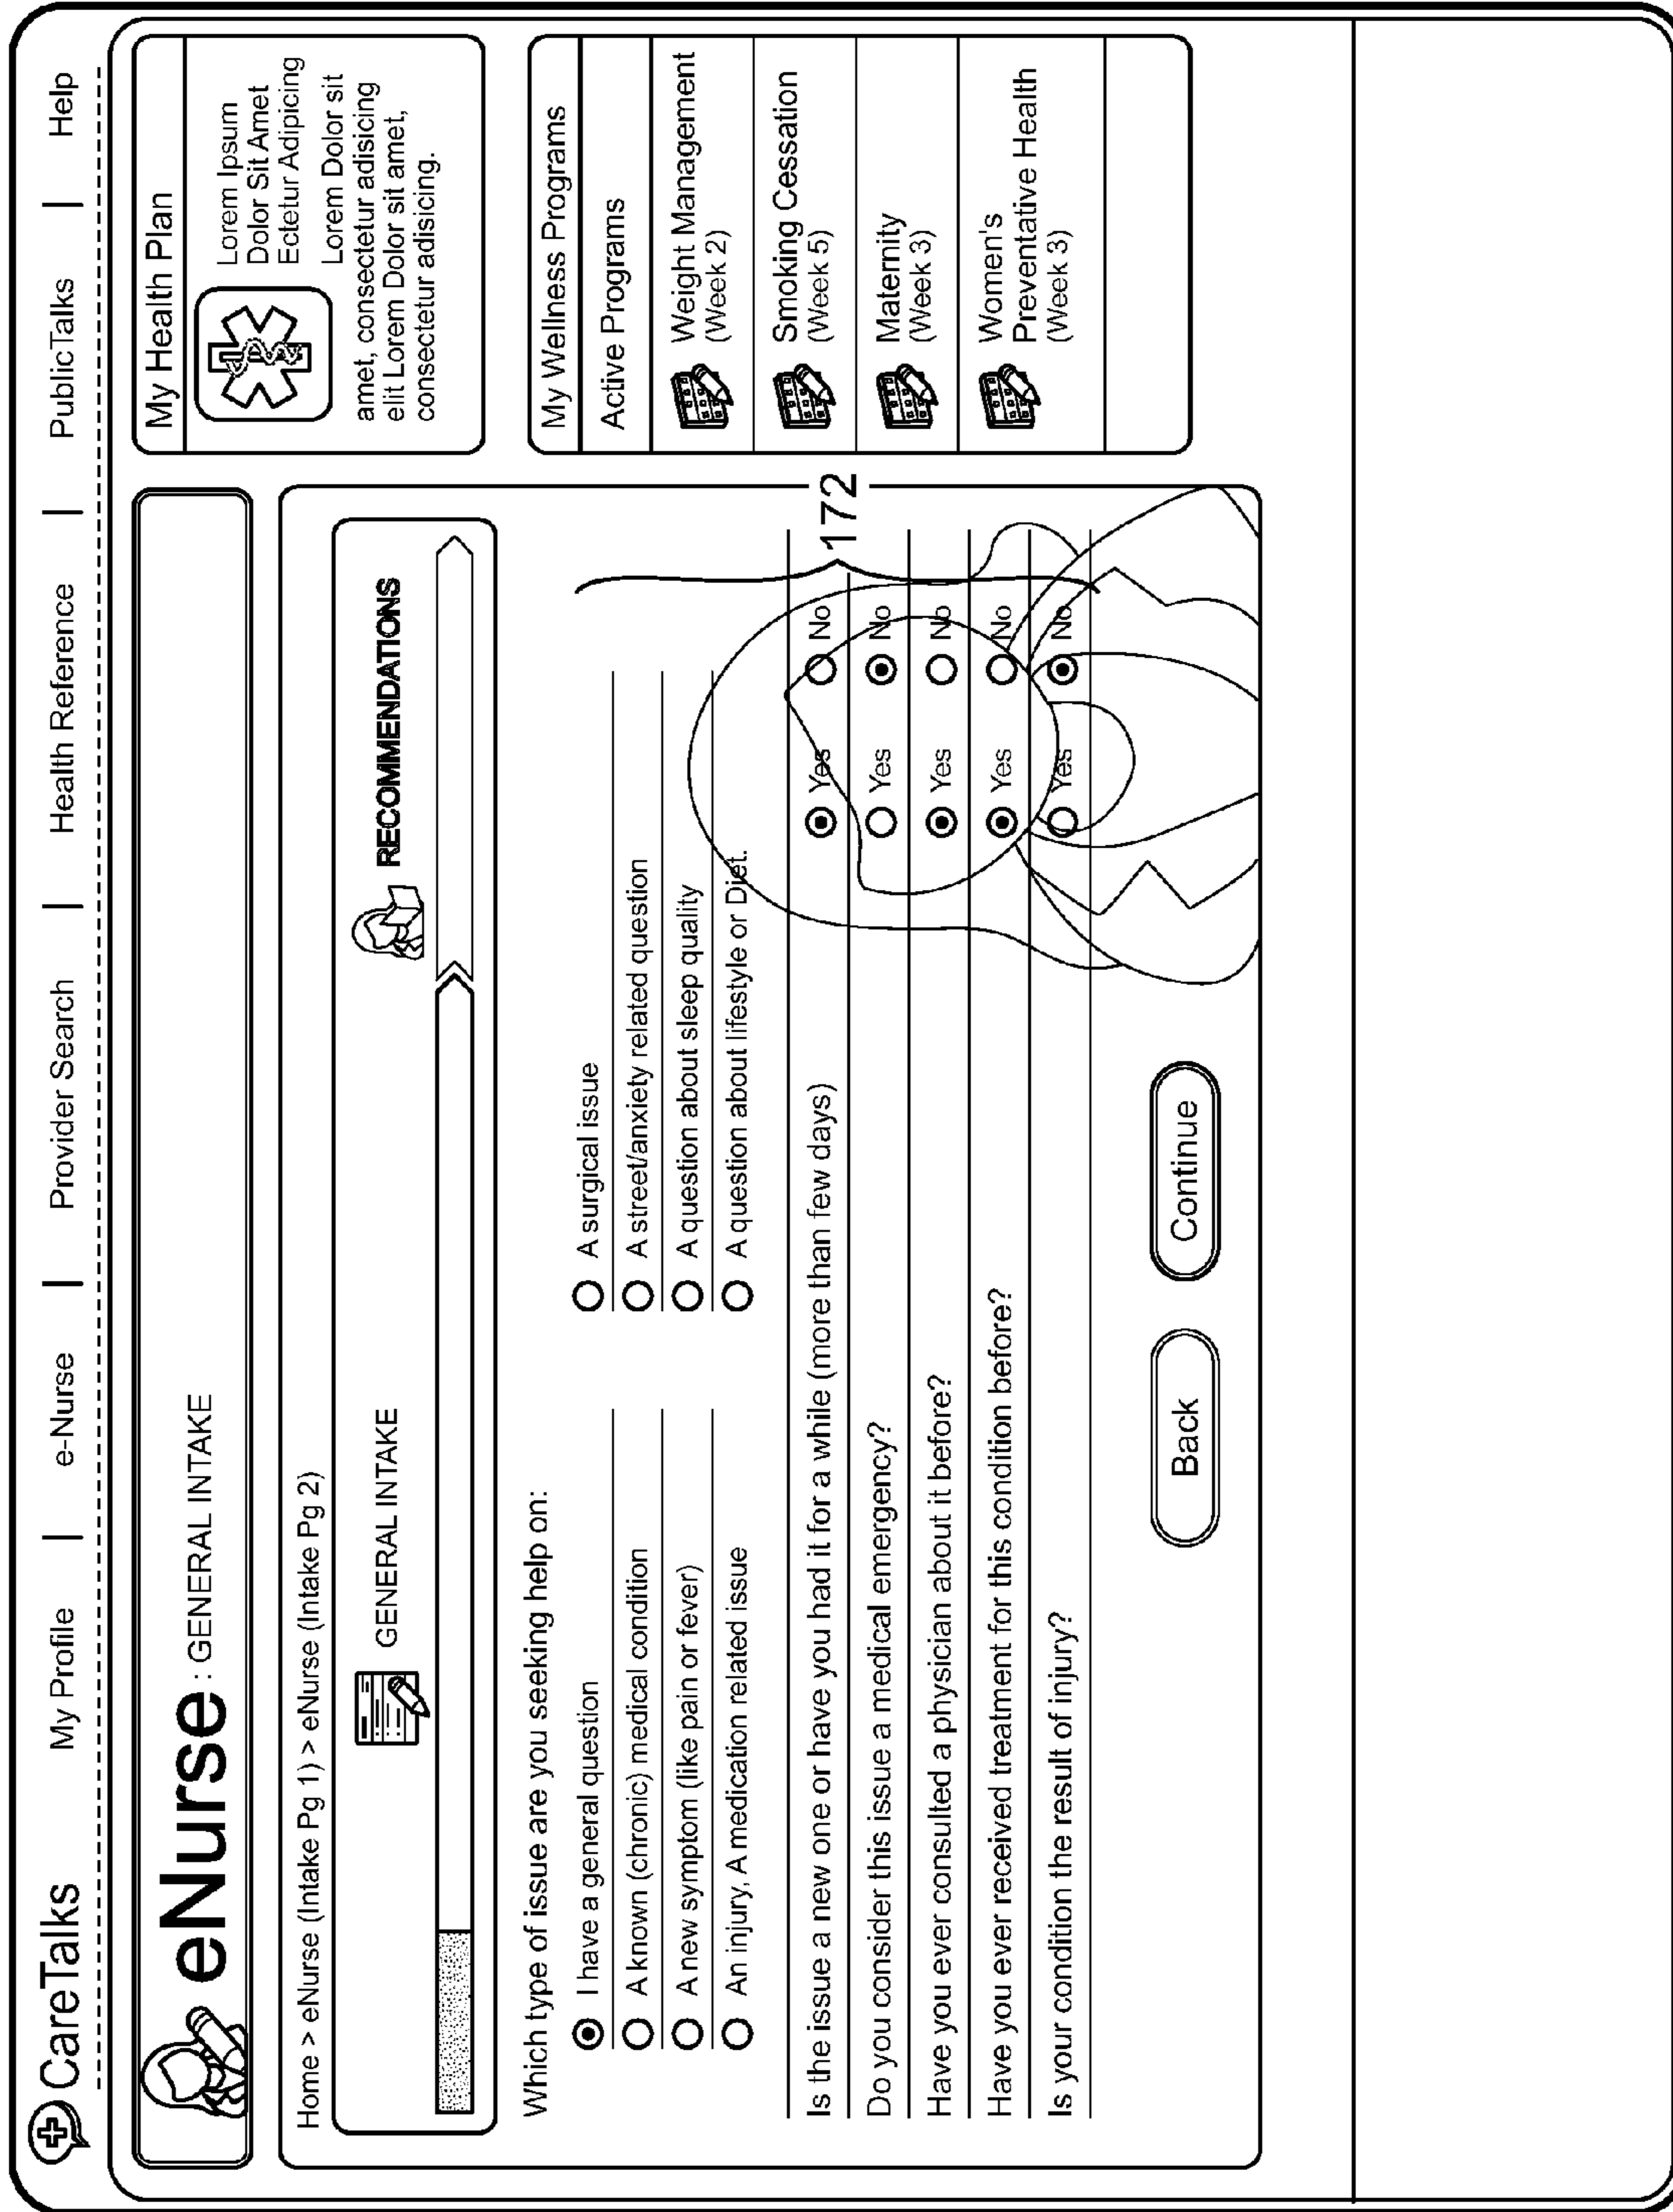 CareTalks
My Profile | e-Nurse | Provider Search | Health Reference | PublicTalks | Help
eNurse : GENERAL INTAKE
Home > eNurse (Intake Pg 1) > eNurse (Intake Pg 2)
GENERAL INTAKE
RECOMMENDATIONS
Which type of issue are you seeking help on:
I have a general question
A known (chronic) medical condition
A new symptom (like pain or fever)
An injury, A medication related issue
A surgical issue
A street/anxiety related question
A question about sleep quality
A question about lifestyle or Diet.
Is the issue a new one or have you had it for a while (more than few days) Yes No
Do you consider this issue a medical emergency? Yes No
Have you ever consulted a physician about it before? Yes No
Have you ever received treatment for this condition before? Yes No
Is your condition the result of injury? Yes No
172
Back
Continue
My Health Plan
Lorem Ipsum
Dolor Sit Amet
Ectetur Adipicing
Lorem Dolor sit
amet, consectetur adisicing
elit Lorem Dolor sit amet,
consectetur adisicing.
My Wellness Programs
Active Programs
Weight Management
(Week 2)
Smoking Cessation
(Week 5)
Maternity
(Week 3)
Women's
Preventative Health
(Week 3)